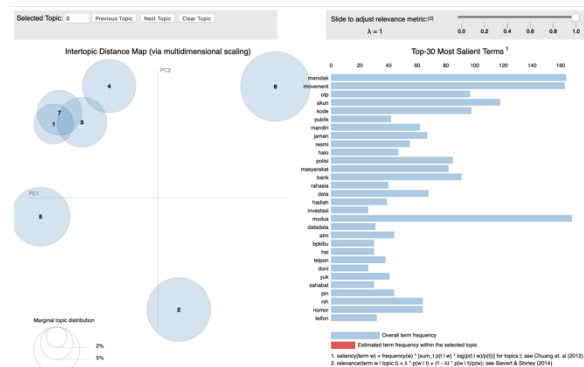 Selected Topic: 0 Previous Topic Next Topic Clear Topic
Slide to adjust relevance metric:(2)
λ = 1
0.0 0.2 0.4 0.6 0.8 1.0
Intertopic Distance Map (via multidimensional scaling)
PC2
PC1
4
6
7
1
3
5
2
Marginal topic distribution
2%
5%
Top-30 Most Salient Terms 1
0 20 40 60 80 100 120 140 160
menolak
movement
otp
akun
kode
publik
mandiri
jaman
resmi
halo
polisi
masyarakat
bank
rahasia
data
hadiah
investasi
modus
datadata
atm
bpkibu
hai
telpon
doni
yuk
sahabat
pin
nih
nomor
telfon
Overall term frequency
Estimated term frequency within the selected topic
1. saliency(term w) = frequency(w) * [sum_t p(t | w) * log(p(t | w)/p(t))] for topics t; see Chuang et. al (2012)
2. relevance(term w | topic t) = λ * p(w | t) + (1 - λ) * p(w | t)/p(w); see Sievert & Shirley (2014)